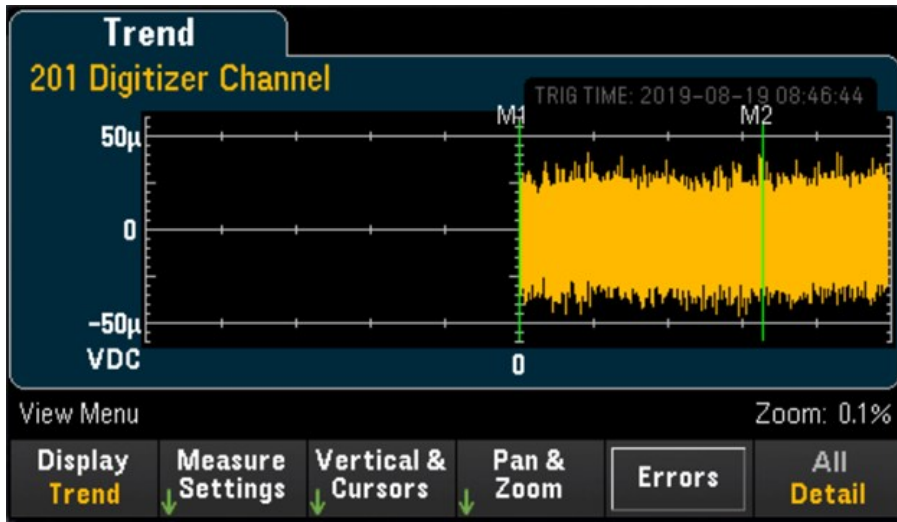 Trend
201 Digitizer Channel
TRIG TIME: 2019-08-19 08:46:44
M1 M2
50µ
0
-50µ
VDC 0
View Menu Zoom: 0.1%
Display Measure Vertical & Pan & Errors All
Trend Settings Cursors Zoom Detail